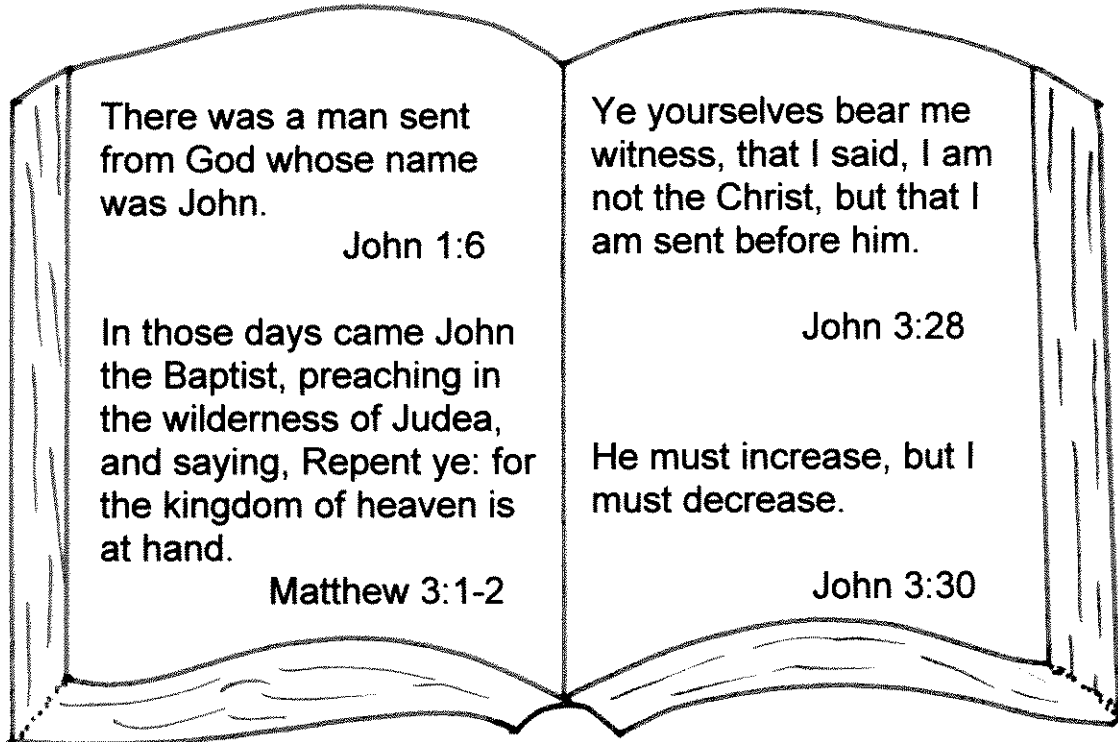 There was a man sent
from God whose name
was John.
John 1:6
In those days came John
the Baptist, preaching in
the wilderness of Judea,
and saying, Repent ye: for
the kingdom of heaven is
at hand.
Matthew 3:1-2
Ye yourselves bear me
witness, that I said, I am
not the Christ, but that I
am sent before him.
John 3:28
He must increase, but I
must decrease.
John 3:30